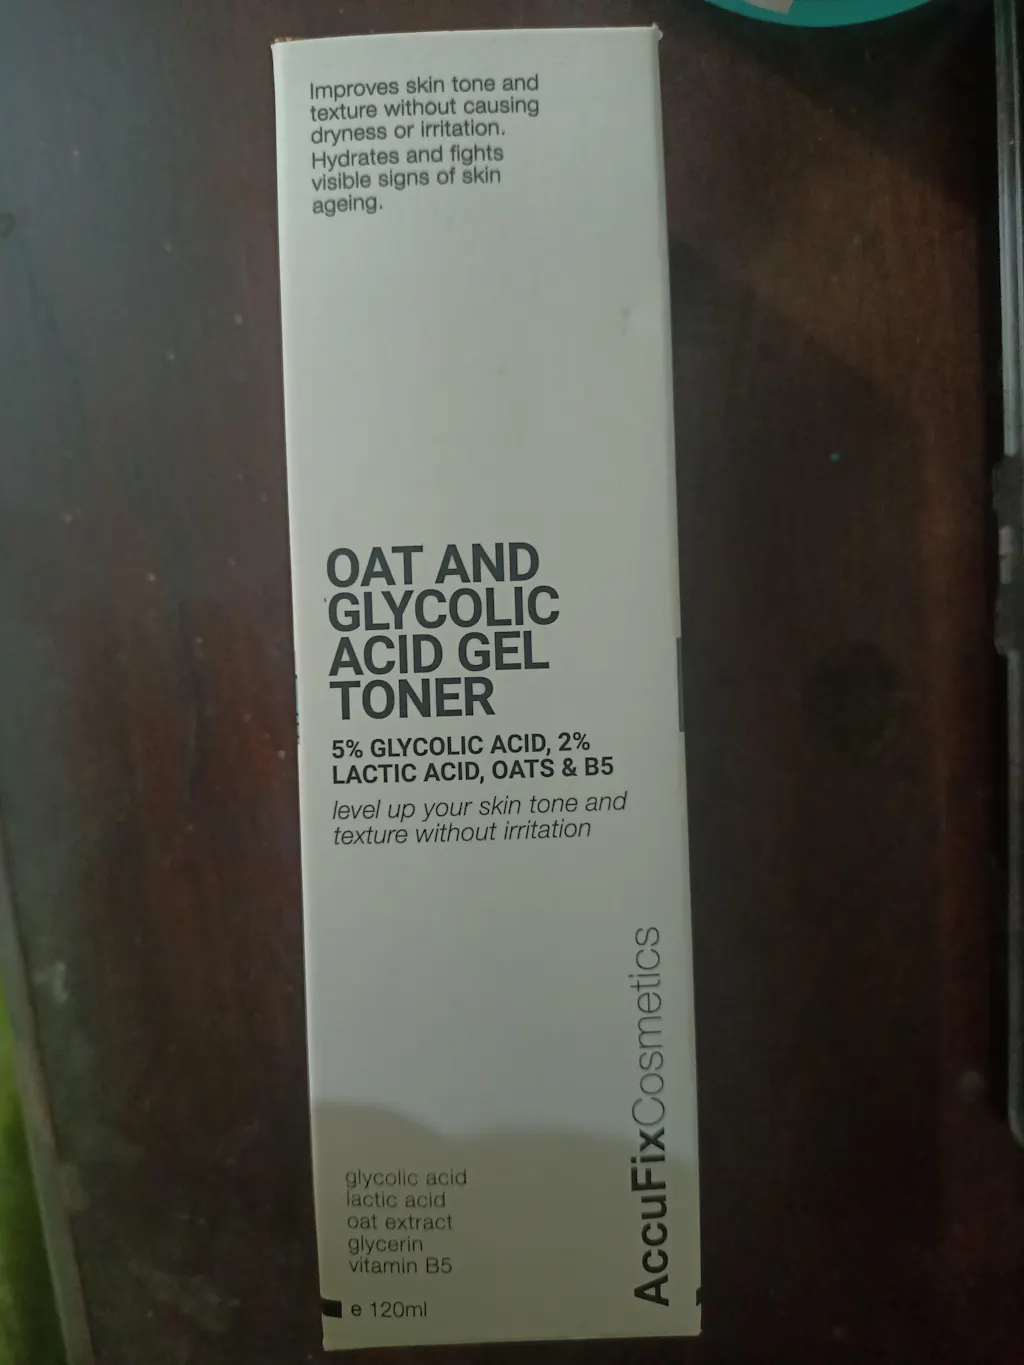 Improves skin tone and
texture without causing
dryness or irritation.
Hydrates and fights
visible signs of skin
ageing.
OAT AND
GLYCOLIC
ACID GEL
TONER
5% GLYCOLIC ACID, 2%
LACTIC ACID, OATS & B5
level up your skin tone and
texture without irritation
AccuFixCosmetics
glycolic acid
lactic acid
oat extract
glycerin
vitamin B5
e 120ml